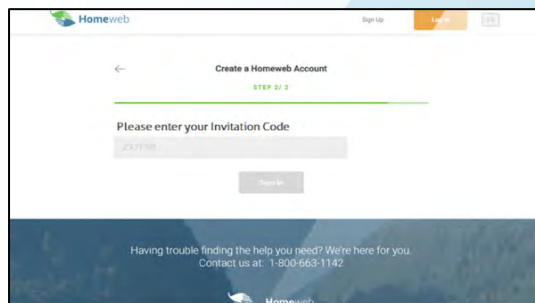 Homeweb
Sign Up
Log in
Create a Homeweb Account
STEP 2/ 2
Please enter your Invitation Code
Sign In
Having trouble finding the help you need? We're here for you.
Contact us at: 1-800-663-1142
Homeweb